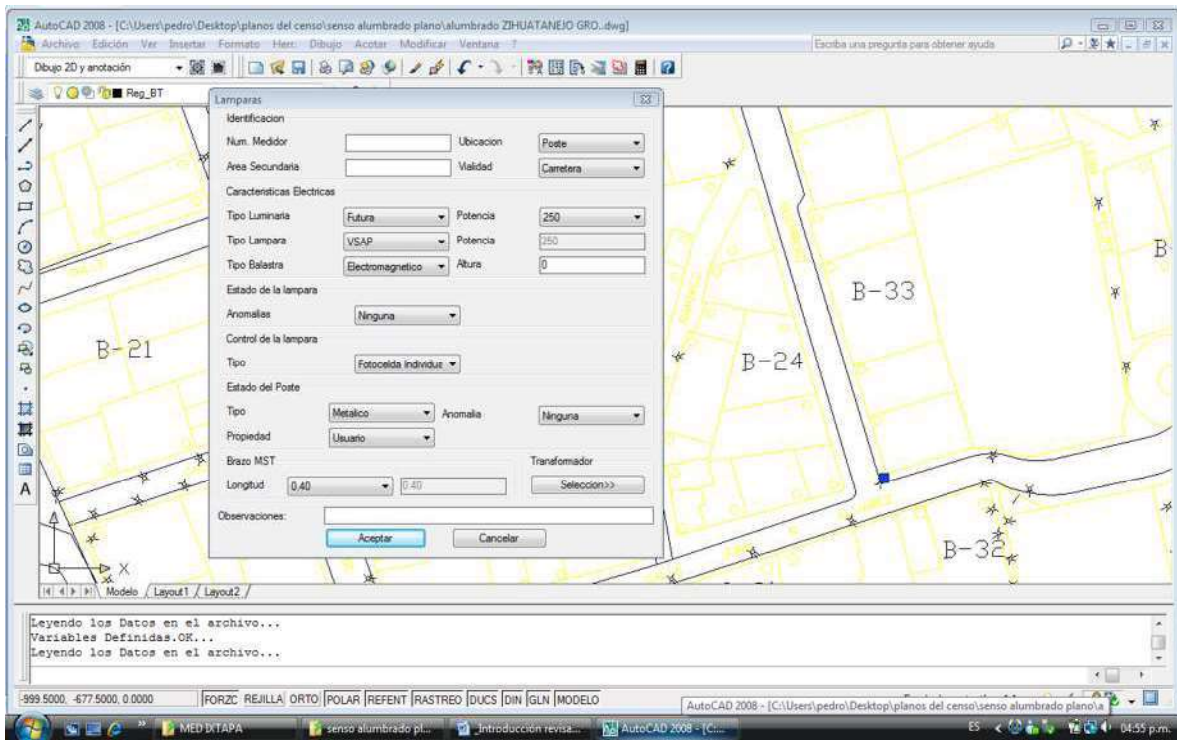 AutoCAD 2008 - [C:\Users\pedro\Desktop\planos del censo\senso alumbrado plano\alumbrado ZIHUATANEJO GRO..dwg]
Archivo Edición Ver Insertar Formato Herr. Dibujo Acotar Modificar Ventana ?
Escriba una pregunta para obtener ayuda
Dibujo 2D y anotación
Reg_BT
Lamparas
Identificacion
Num. Medidor Ubicacion Poste
Area Secundaria Vialidad Carretera
Caracteristicas Electricas
Tipo Luminaria Futura Potencia 250
Tipo Lampara VSAP Potencia 250
Tipo Balastra Electromagnetico Altura 0
Estado de la lampara
Anomalias Ninguna
Control de la lampara
Tipo Fotocelda Individua
Estado del Poste
Tipo Metalico Anomalia Ninguna
Propiedad Usuario
Brazo MST Transformador
Longitud 0.40 0.40 Seleccion>>
Observaciones:
Aceptar Cancelar
B-21
B-33
B-24
B-32
B
X
Modelo Layout1 Layout2
Leyendo los Datos en el archivo...
Variables Definidas.OK...
Leyendo los Datos en el archivo...
-999.5000, -677.5000, 0.0000 FORZC REJILLA ORTO POLAR REFENT RASTREO DUCS DIN GLN MODELO
AutoCAD 2008 - [C:\Users\pedro\Desktop\planos del censo\senso alumbrado plano\a
MED IXTAPA senso alumbrado pl... _Introducción revisa... AutoCAD 2008 - [C:... ES 04:55 p.m.